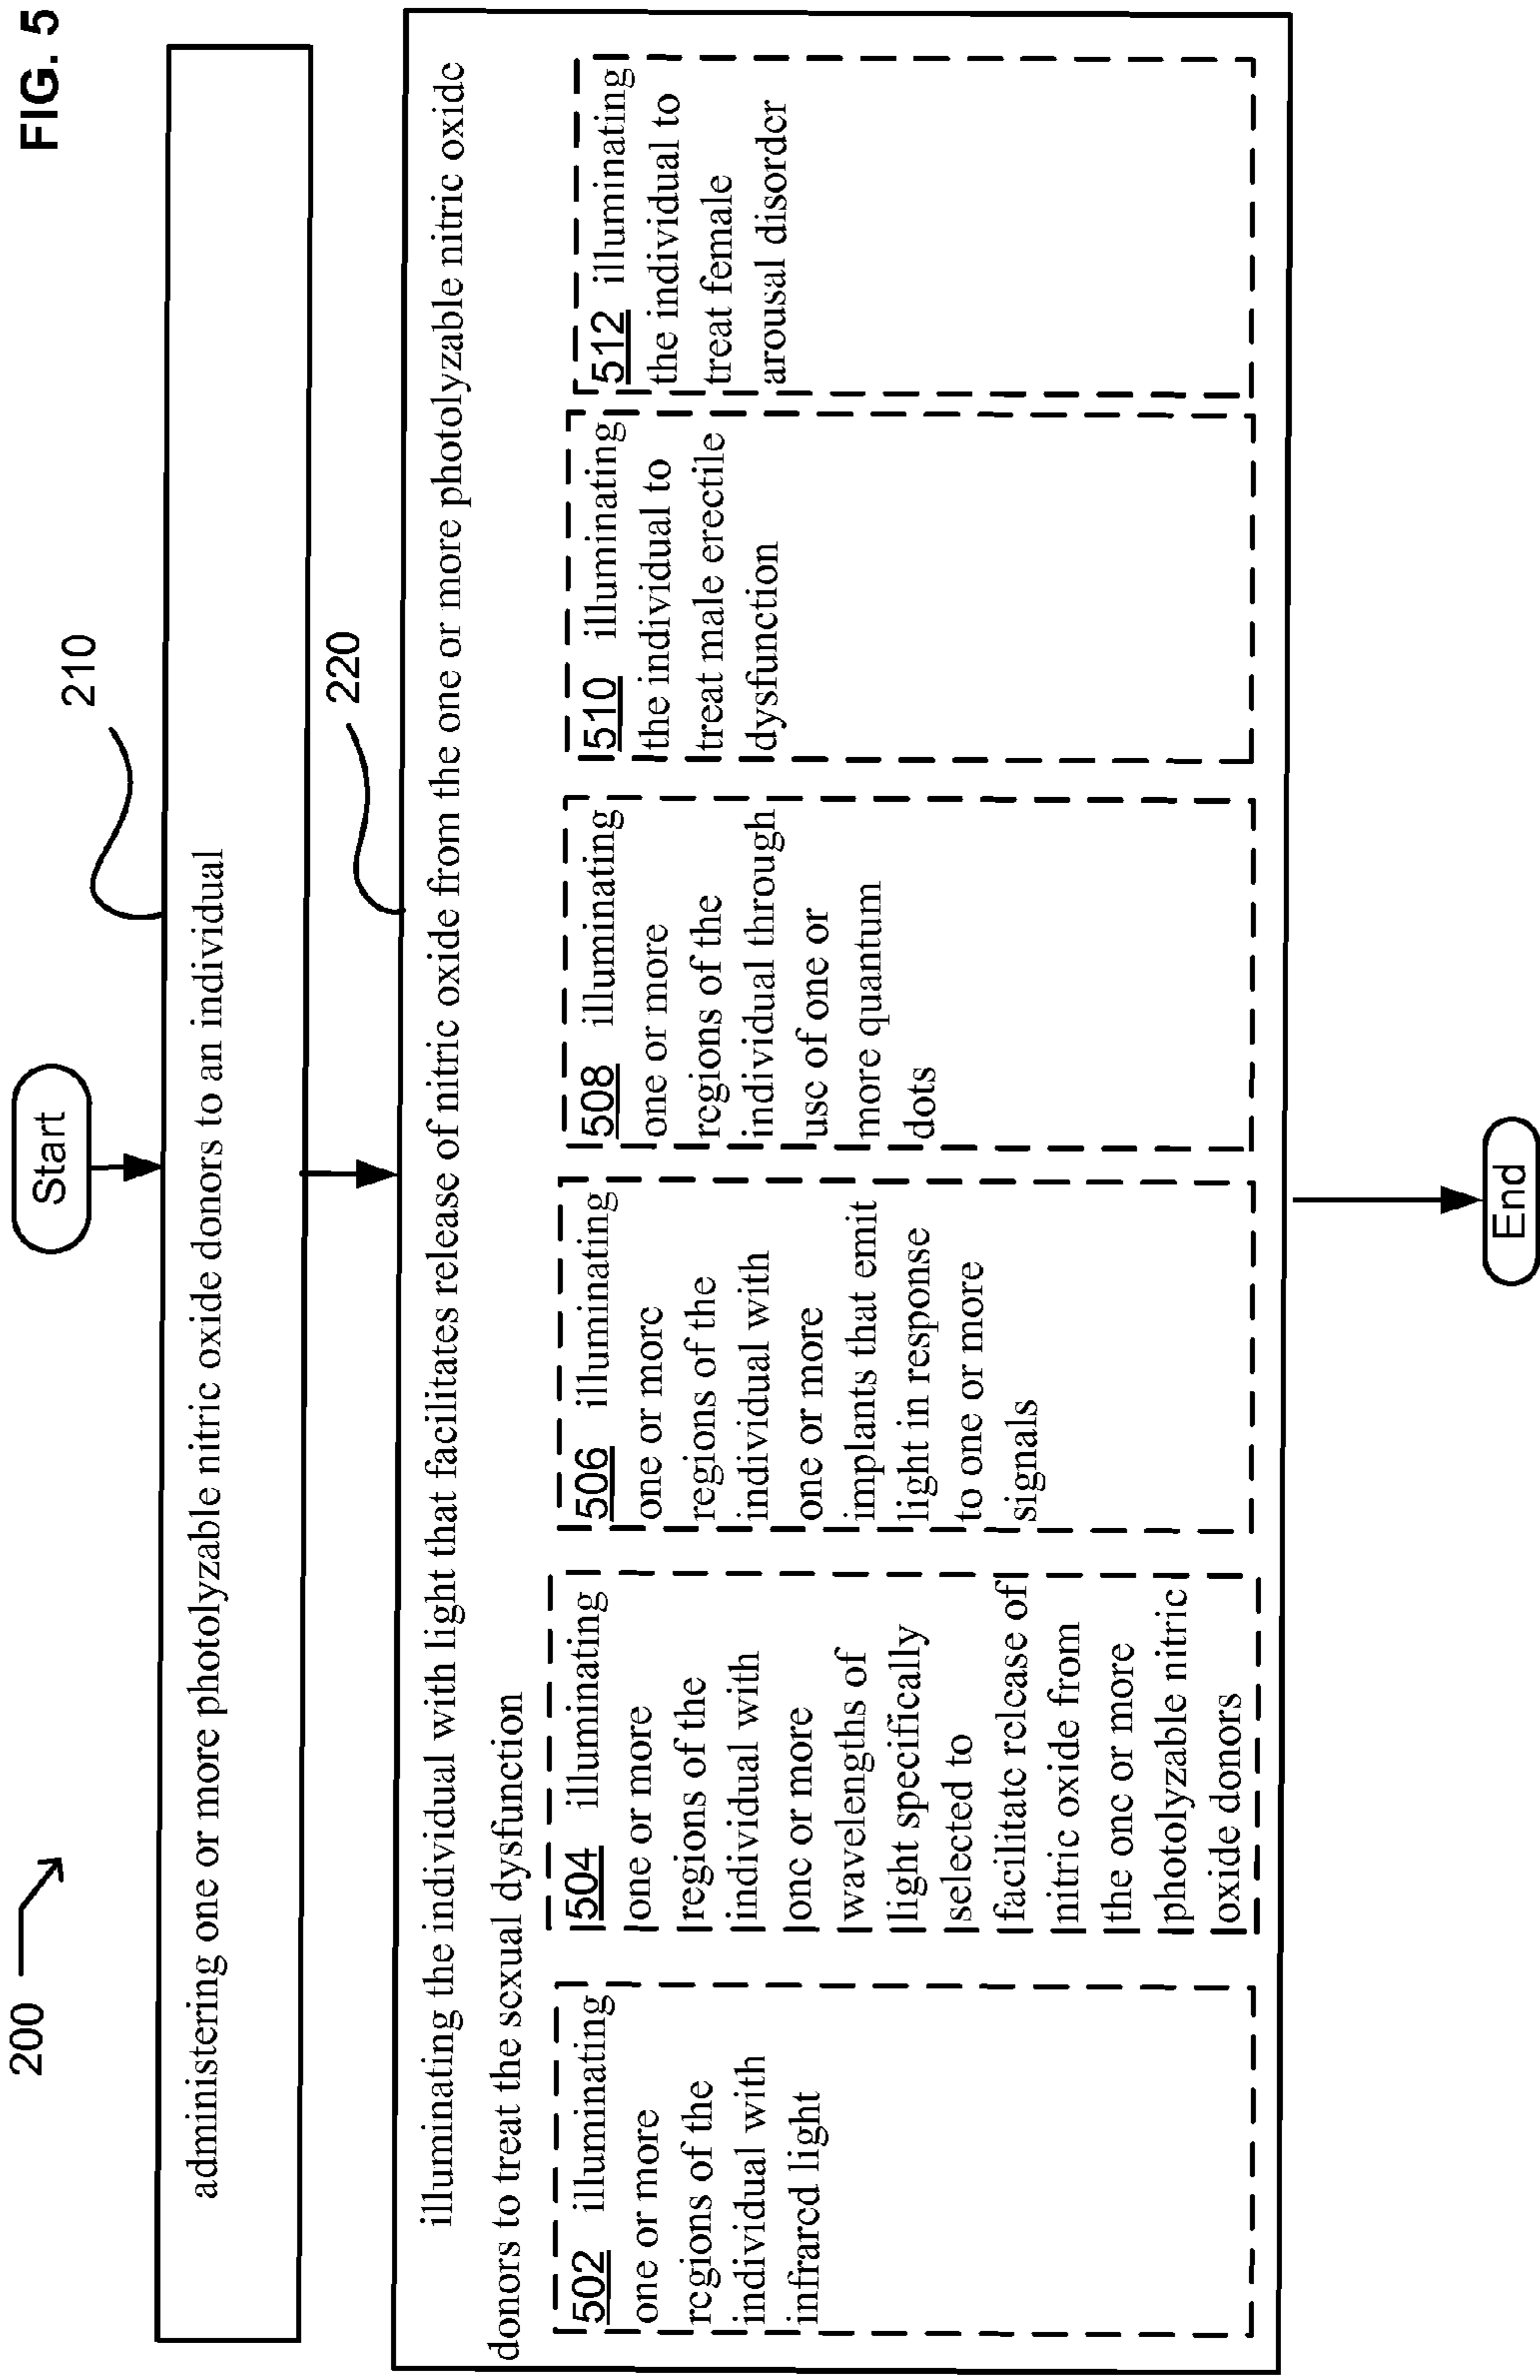 FIG. 5
200
Start
210
administering one or more photolyzable nitric oxide donors to an individual
220
illuminating the individual with light that facilitates release of nitric oxide from the one or more photolyzable nitric oxide
donors to treat the sexual dysfunction
502 illuminating
one or more
regions of the
individual with
infrared light
504 illuminating
one or more
regions of the
individual with
one or more
wavelengths of
light specifically
selected to
facilitate release of
nitric oxide from
the one or more
photolyzable nitric
oxide donors
506 illuminating
one or more
regions of the
individual with
one or more
implants that emit
light in response
to one or more
signals
508 illuminating
one or more
regions of the
individual through
use of one or
more quantum
dots
510 illuminating
the individual to
treat male erectile
dysfunction
512 illuminating
the individual to
treat female
arousal disorder
End